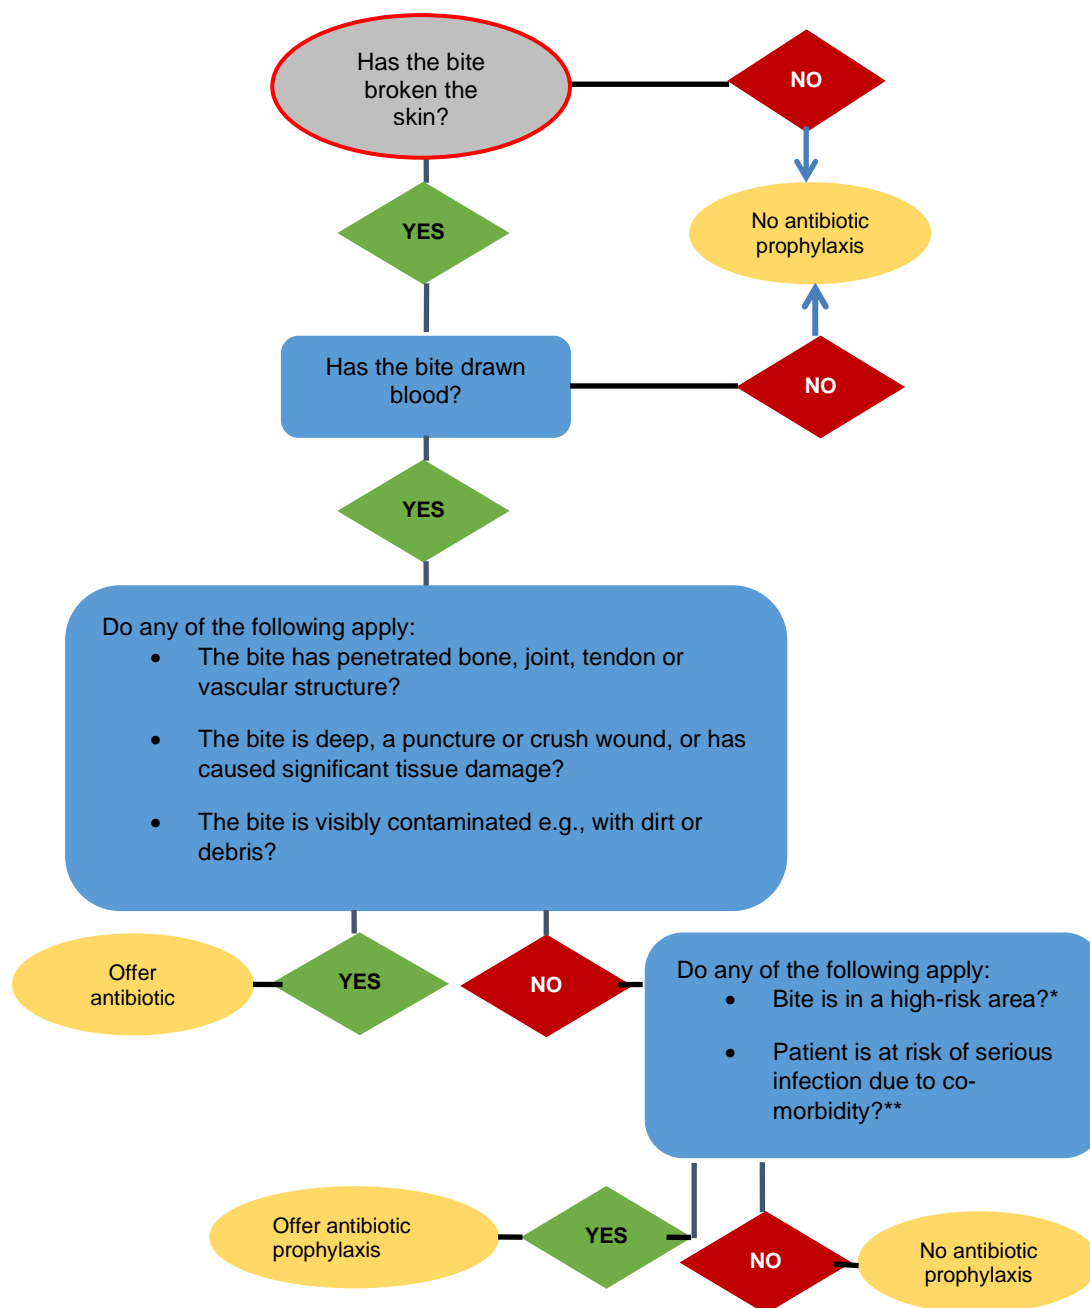 Has the bite
broken the
skin?
NO
YES
No antibiotic
prophylaxis
Has the bite drawn
blood?
NO
YES
Do any of the following apply:
• The bite has penetrated bone, joint, tendon or
vascular structure?
• The bite is deep, a puncture or crush wound, or has
caused significant tissue damage?
• The bite is visibly contaminated e.g., with dirt or
debris?
Offer
antibiotic
YES
NO
Do any of the following apply:
• Bite is in a high-risk area?*
• Patient is at risk of serious
infection due to co-
morbidity?**
Offer antibiotic
prophylaxis
YES
NO
No antibiotic
prophylaxis